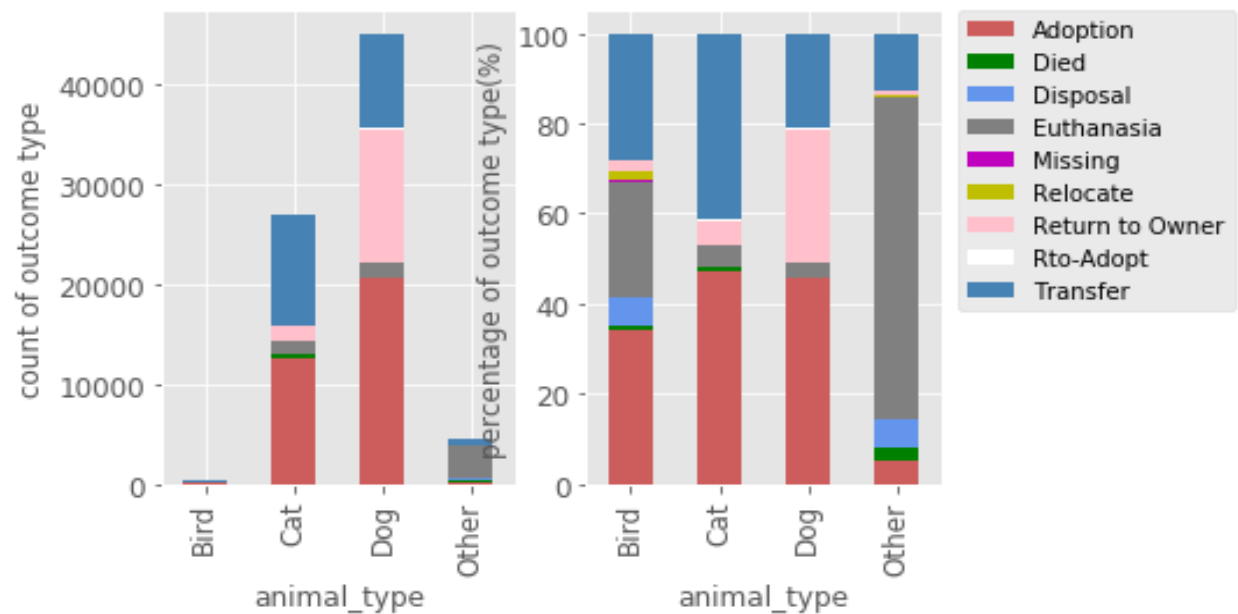 count of outcome type
40000
30000
20000
10000
0
Bird
Cat
Dog
Other
animal_type
percentage of outcome type(%)
100
80
60
40
20
0
Bird
Cat
Dog
Other
animal_type
Adoption
Died
Disposal
Euthanasia
Missing
Relocate
Return to Owner
Rto-Adopt
Transfer